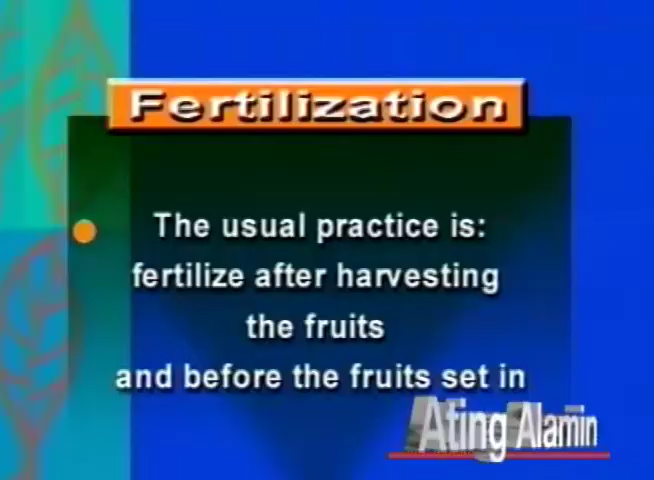 Fertilization
The usual practice is:
fertilize after harvesting
the fruits
and before the fruits set in
Ating Alamin